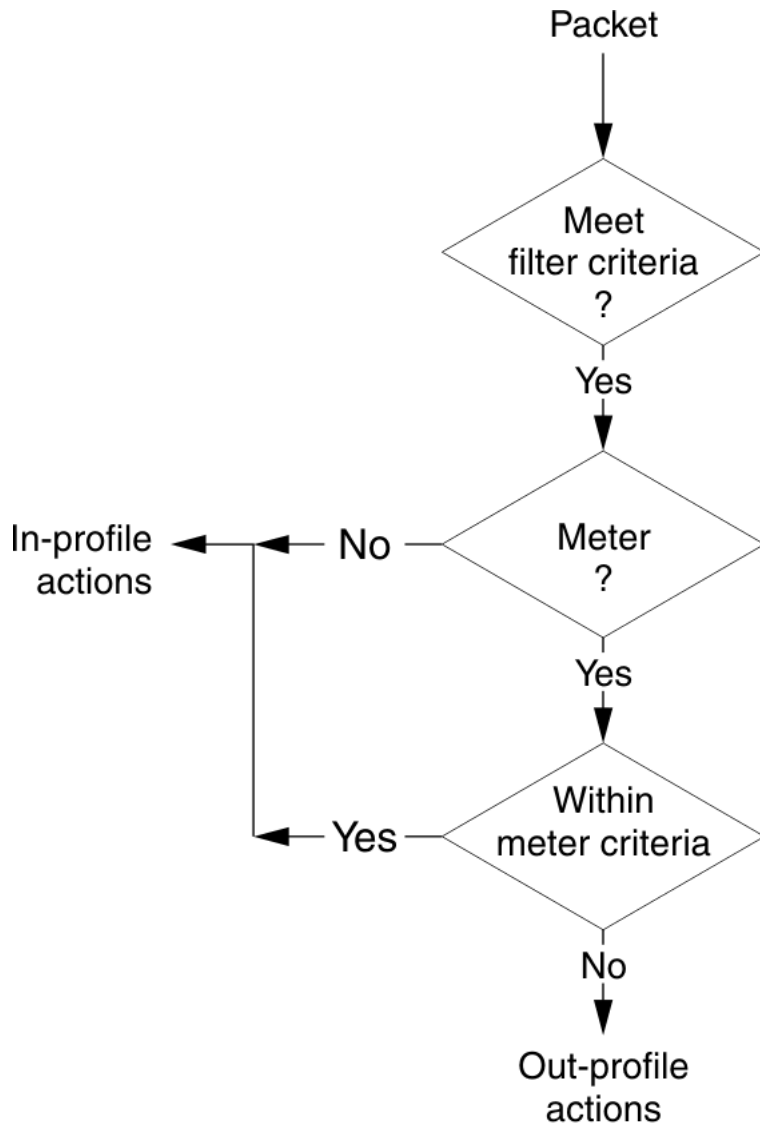 Packet
Meet
filter criteria
?
Yes
In-profile
actions
No
Meter
?
Yes
Within
meter criteria
Yes
No
Out-profile
actions